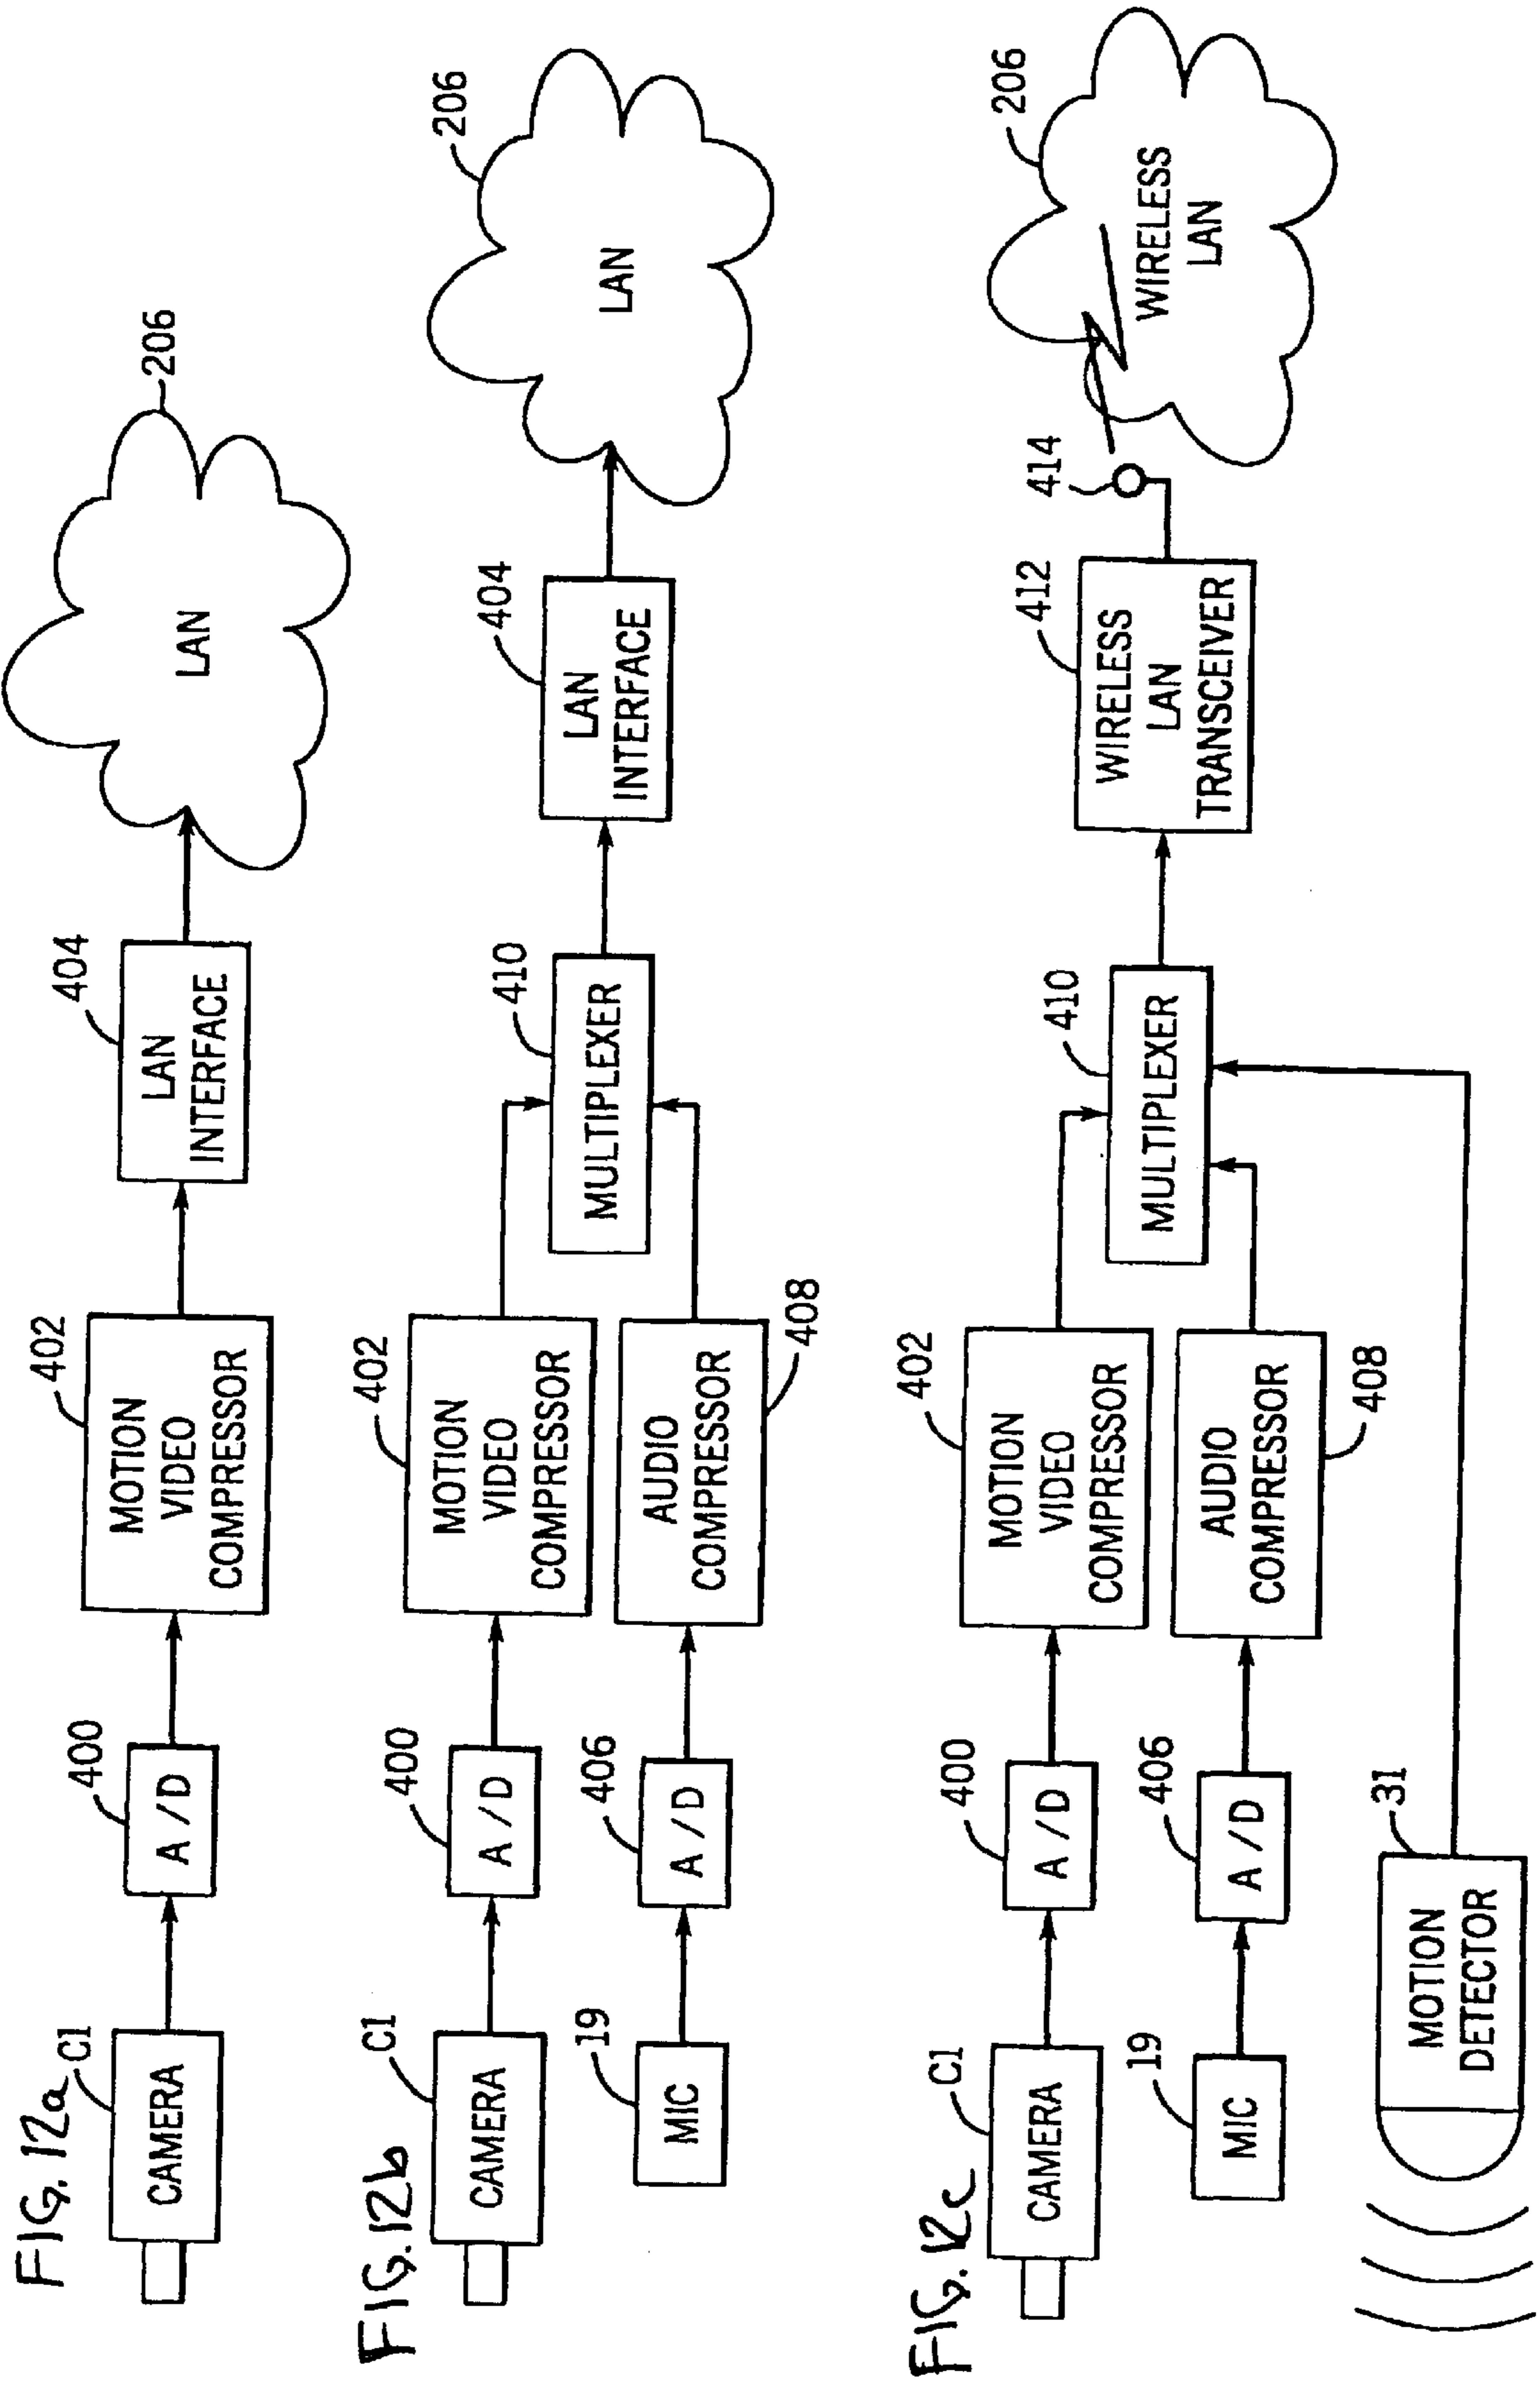 FIG. 12a
C1
CAMERA
400
A/D
402
MOTION
VIDEO
COMPRESSOR
404
LAN
INTERFACE
206
LAN
FIG. 12b
C1
CAMERA
400
A/D
402
MOTION
VIDEO
COMPRESSOR
19
MIC
406
A/D
AUDIO
COMPRESSOR
408
410
MULTIPLEXER
404
LAN
INTERFACE
206
LAN
FIG. 12c
C1
CAMERA
400
A/D
402
MOTION
VIDEO
COMPRESSOR
19
MIC
406
A/D
AUDIO
COMPRESSOR
408
31
MOTION
DETECTOR
410
MULTIPLEXER
412
WIRELESS
LAN
TRANSCEIVER
414
206
WIRELESS
LAN